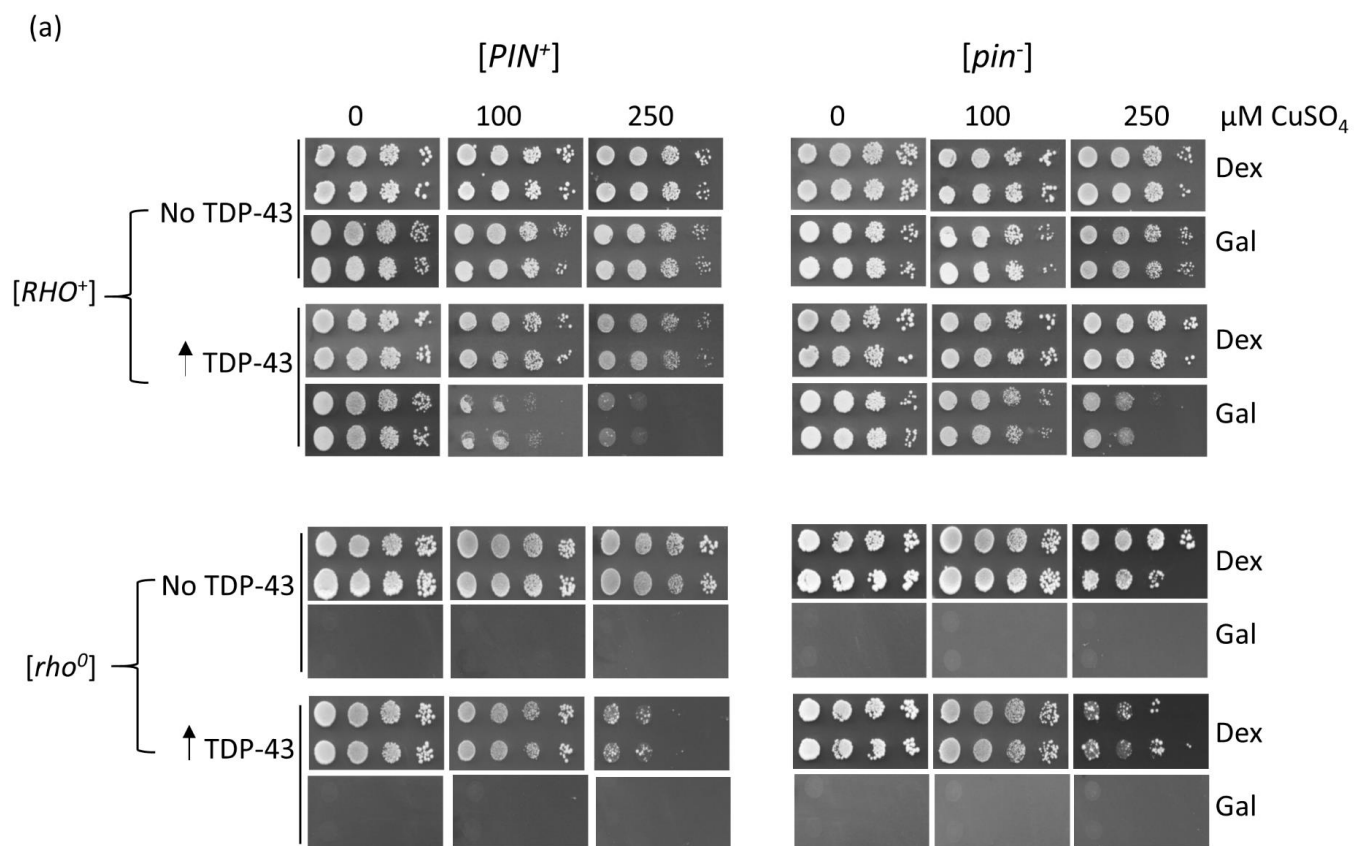 (a)
[PIN⁺] [pin⁻]
0 100 250 0 100 250 μM CuSO₄
Dex
No TDP-43
Gal
[RHO⁺]
Dex
↑ TDP-43
Gal
Dex
No TDP-43
Gal
[rho⁰]
Dex
↑ TDP-43
Gal